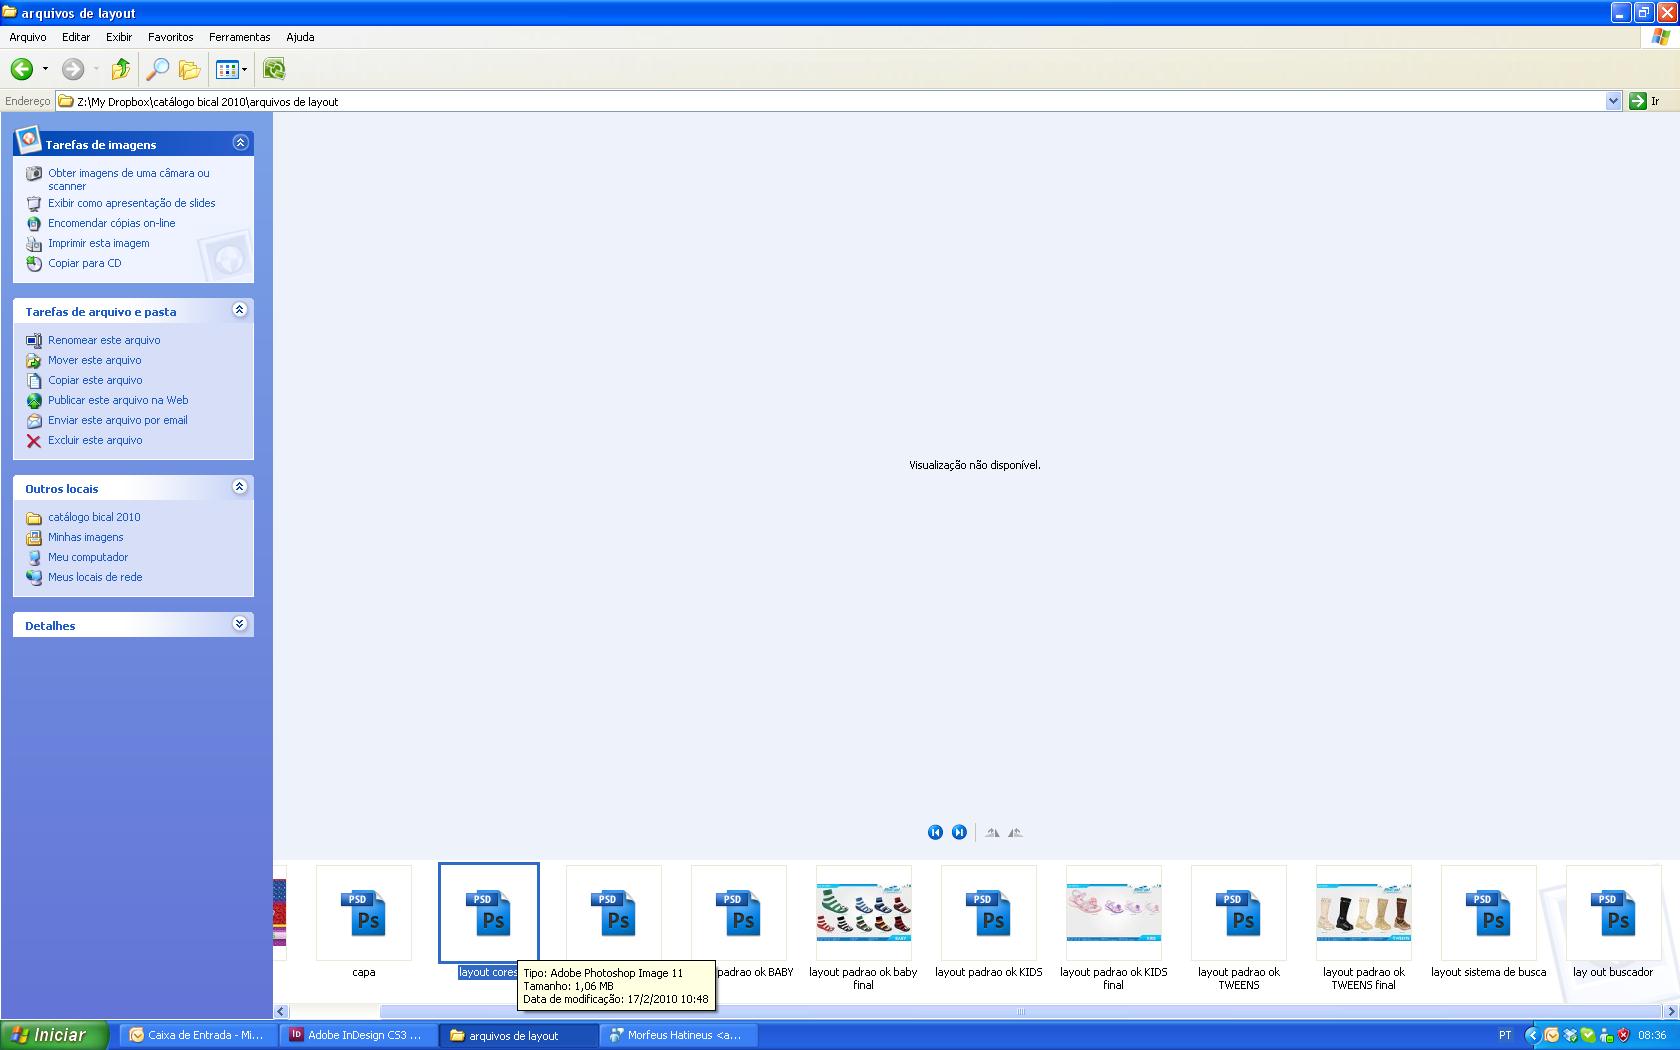 arquivos de layout
Arquivo Editar Exibir Favoritos Ferramentas Ajuda
Endereço Z:\My Dropbox\catálogo bical 2010\arquivos de layout Ir
Tarefas de imagens
Obter imagens de uma câmara ou
scanner
Exibir como apresentação de slides
Encomendar cópias on-line
Imprimir esta imagem
Copiar para CD
Tarefas de arquivo e pasta
Renomear este arquivo
Mover este arquivo
Copiar este arquivo
Publicar este arquivo na Web
Enviar este arquivo por email
Excluir este arquivo
Outros locais
catálogo bical 2010
Minhas imagens
Meu computador
Meus locais de rede
Detalhes
Visualização não disponível.
PSD PSD PSD PSD PSD PSD PSD PSD
Ps Ps Ps Ps Ps Ps Ps Ps
BABY KIDS TWEENS
capa
layout cores
padrao ok BABY
layout padrao ok baby
final
layout padrao ok KIDS
layout padrao ok KIDS
final
layout padrao ok
TWEENS
layout padrao ok
TWEENS final
layout sistema de busca
lay out buscador
Tipo: Adobe Photoshop Image 11
Tamanho: 1,06 MB
Data de modificação: 17/2/2010 10:48
Iniciar Caixa de Entrada - Mi... Id Adobe InDesign CS3 ... arquivos de layout Morfeus Hatineus <a... PT 08:36